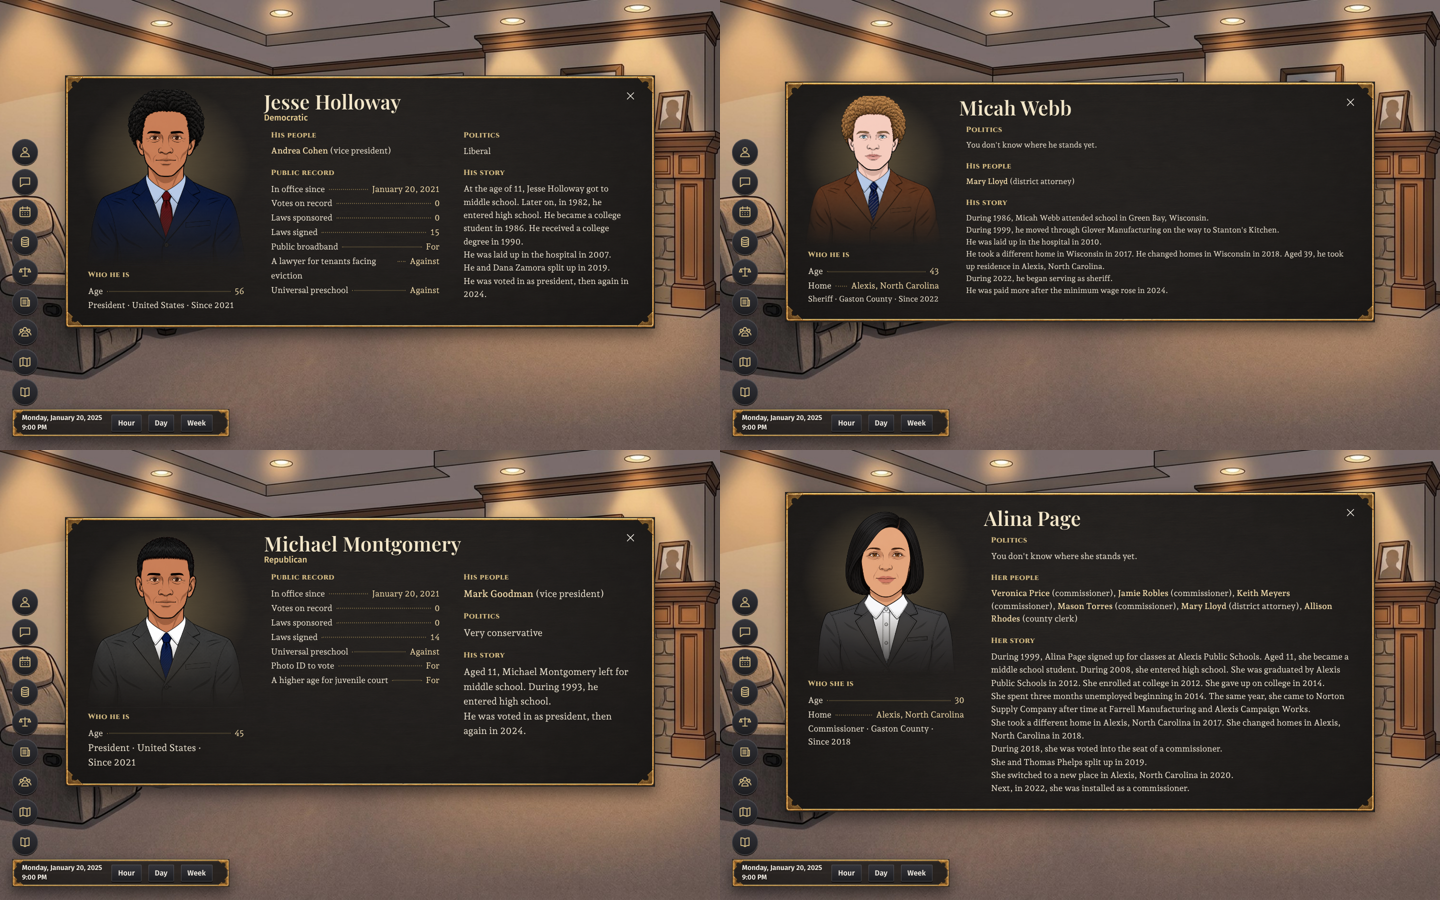 Jesse Holloway
Democratic
His People
Andrea Cohen (vice president)
Public Record
In office since January 20, 2021
Votes on record 0
Laws sponsored 0
Laws signed 15
Public broadband For
A lawyer for tenants facing eviction Against
Universal preschool Against
Politics
Liberal
His Story
At the age of 11, Jesse Holloway got to
middle school. Later on, in 1982, he
entered high school. He became a college
student in 1986. He received a college
degree in 1990.
He was laid up in the hospital in 2007.
He and Dana Zamora split up in 2019.
He was voted in as president, then again in
2024.
Who He Is
Age 56
President · United States · Since 2021
Monday, January 20, 2025
9:00 PM
Hour
Day
Week
Micah Webb
Politics
You don't know where he stands yet.
His People
Mary Lloyd (district attorney)
His Story
During 1986, Micah Webb attended school in Green Bay, Wisconsin.
During 1999, he moved through Glover Manufacturing on the way to Stanton's Kitchen.
He was laid up in the hospital in 2010.
He took a different home in Wisconsin in 2017. He changed homes in Wisconsin in 2018. Aged 39, he took
up residence in Alexis, North Carolina.
During 2022, he began serving as sheriff.
He was paid more after the minimum wage rose in 2024.
Who He Is
Age 43
Home Alexis, North Carolina
Sheriff · Gaston County · Since 2022
Monday, January 20, 2025
9:00 PM
Hour
Day
Week
Michael Montgomery
Republican
Public Record
In office since January 20, 2021
Votes on record 0
Laws sponsored 0
Laws signed 14
Universal preschool Against
Photo ID to vote For
A higher age for juvenile court For
His People
Mark Goodman (vice president)
Politics
Very conservative
His Story
Aged 11, Michael Montgomery left for
middle school. During 1993, he
entered high school.
He was voted in as president, then
again in 2024.
Who He Is
Age 45
President · United States ·
Since 2021
Monday, January 20, 2025
9:00 PM
Hour
Day
Week
Alina Page
Politics
You don't know where she stands yet.
Her People
Veronica Price (commissioner), Jamie Robles (commissioner), Keith Meyers
(commissioner), Mason Torres (commissioner), Mary Lloyd (district attorney), Allison
Rhodes (county clerk)
Her Story
During 1999, Alina Page signed up for classes at Alexis Public Schools. Aged 11, she became a
middle school student. During 2008, she entered high school. She was graduated by Alexis
Public Schools in 2012. She enrolled at college in 2012. She gave up on college in 2014.
She spent three months unemployed beginning in 2014. The same year, she came to Norton
Supply Company after time at Farrell Manufacturing and Alexis Campaign Works.
She took a different home in Alexis, North Carolina in 2017. She changed homes in Alexis,
North Carolina in 2018.
During 2018, she was voted into the seat of a commissioner.
She and Thomas Phelps split up in 2019.
She switched to a new place in Alexis, North Carolina in 2020.
Next, in 2022, she was installed as a commissioner.
Who She Is
Age 30
Home Alexis, North Carolina
Commissioner · Gaston County ·
Since 2018
Monday, January 20, 2025
9:00 PM
Hour
Day
Week